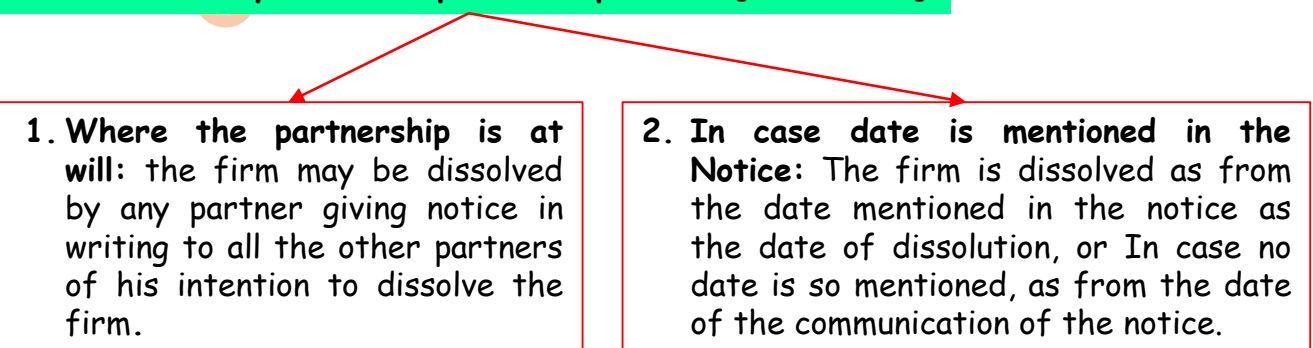 1. Where the partnership is at
will: the firm may be dissolved
by any partner giving notice in
writing to all the other partners
of his intention to dissolve the
firm.
2. In case date is mentioned in the
Notice: The firm is dissolved as from
the date mentioned in the notice as
the date of dissolution, or In case no
date is so mentioned, as from the date
of the communication of the notice.